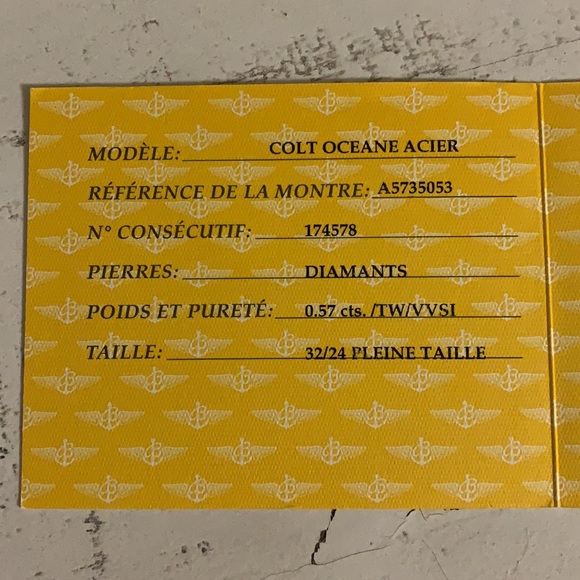 MODÈLE: COLT OCEANE ACIER
RÉFÉRENCE DE LA MONTRE: A5735053
N° CONSÉCUTIF: 174578
PIERRES: DIAMANTS
POIDS ET PURETÉ: 0.57 cts. /TW/VVSI
TAILLE: 32/24 PLEINE TAILLE